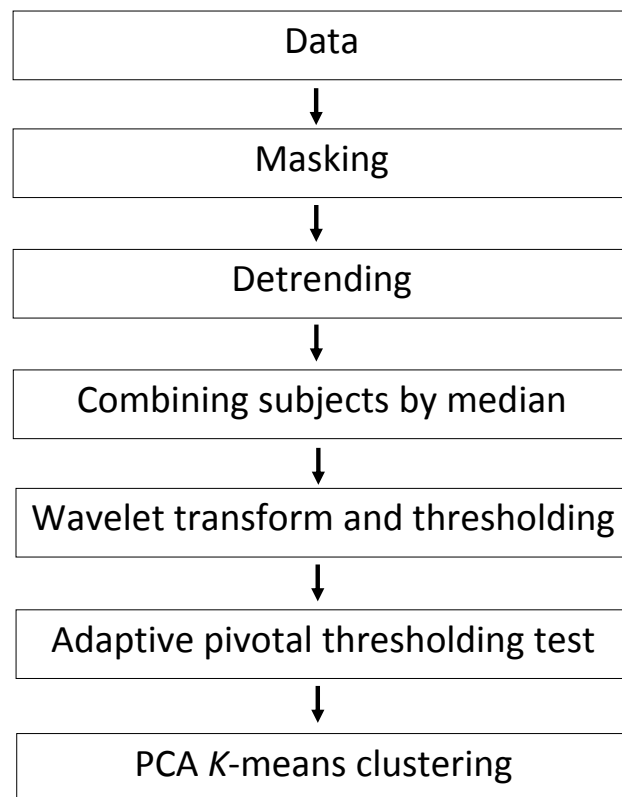 Data
Masking
Detrending
Combining subjects by median
Wavelet transform and thresholding
Adaptive pivotal thresholding test
PCA K-means clustering